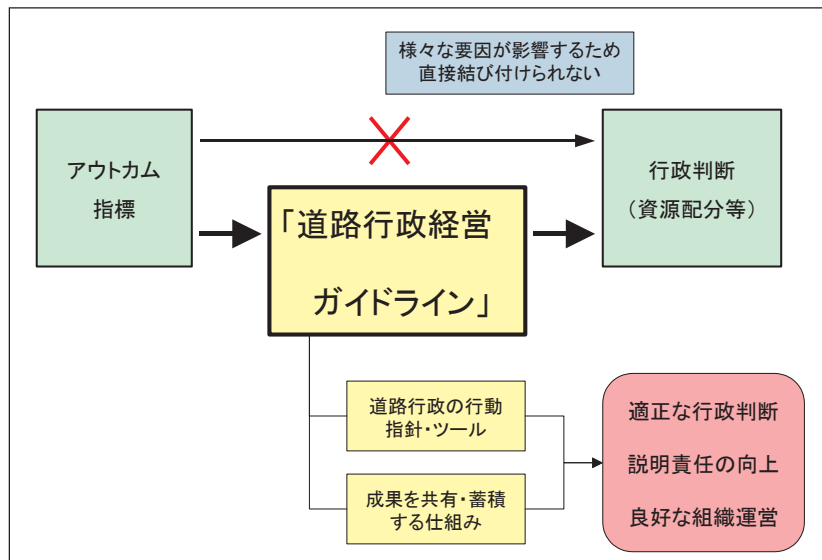 様々な要因が影響するため
直接結び付けられない
アウトカム
指標
行政判断
（資源配分等）
「道路行政経営
ガイドライン」
道路行政の行動
指針・ツール
成果を共有・蓄積
する仕組み
適正な行政判断
説明責任の向上
良好な組織運営